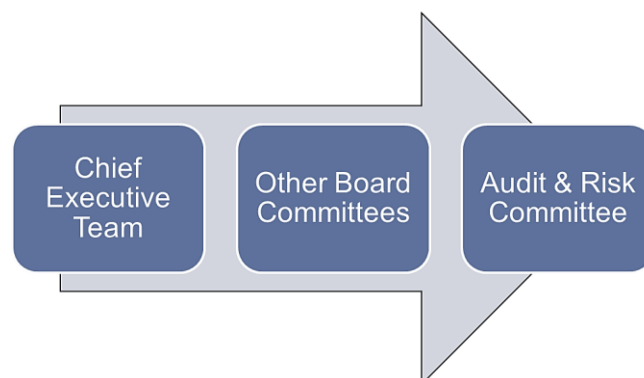 Chief
Executive
Team
Other Board
Committees
Audit & Risk
Committee